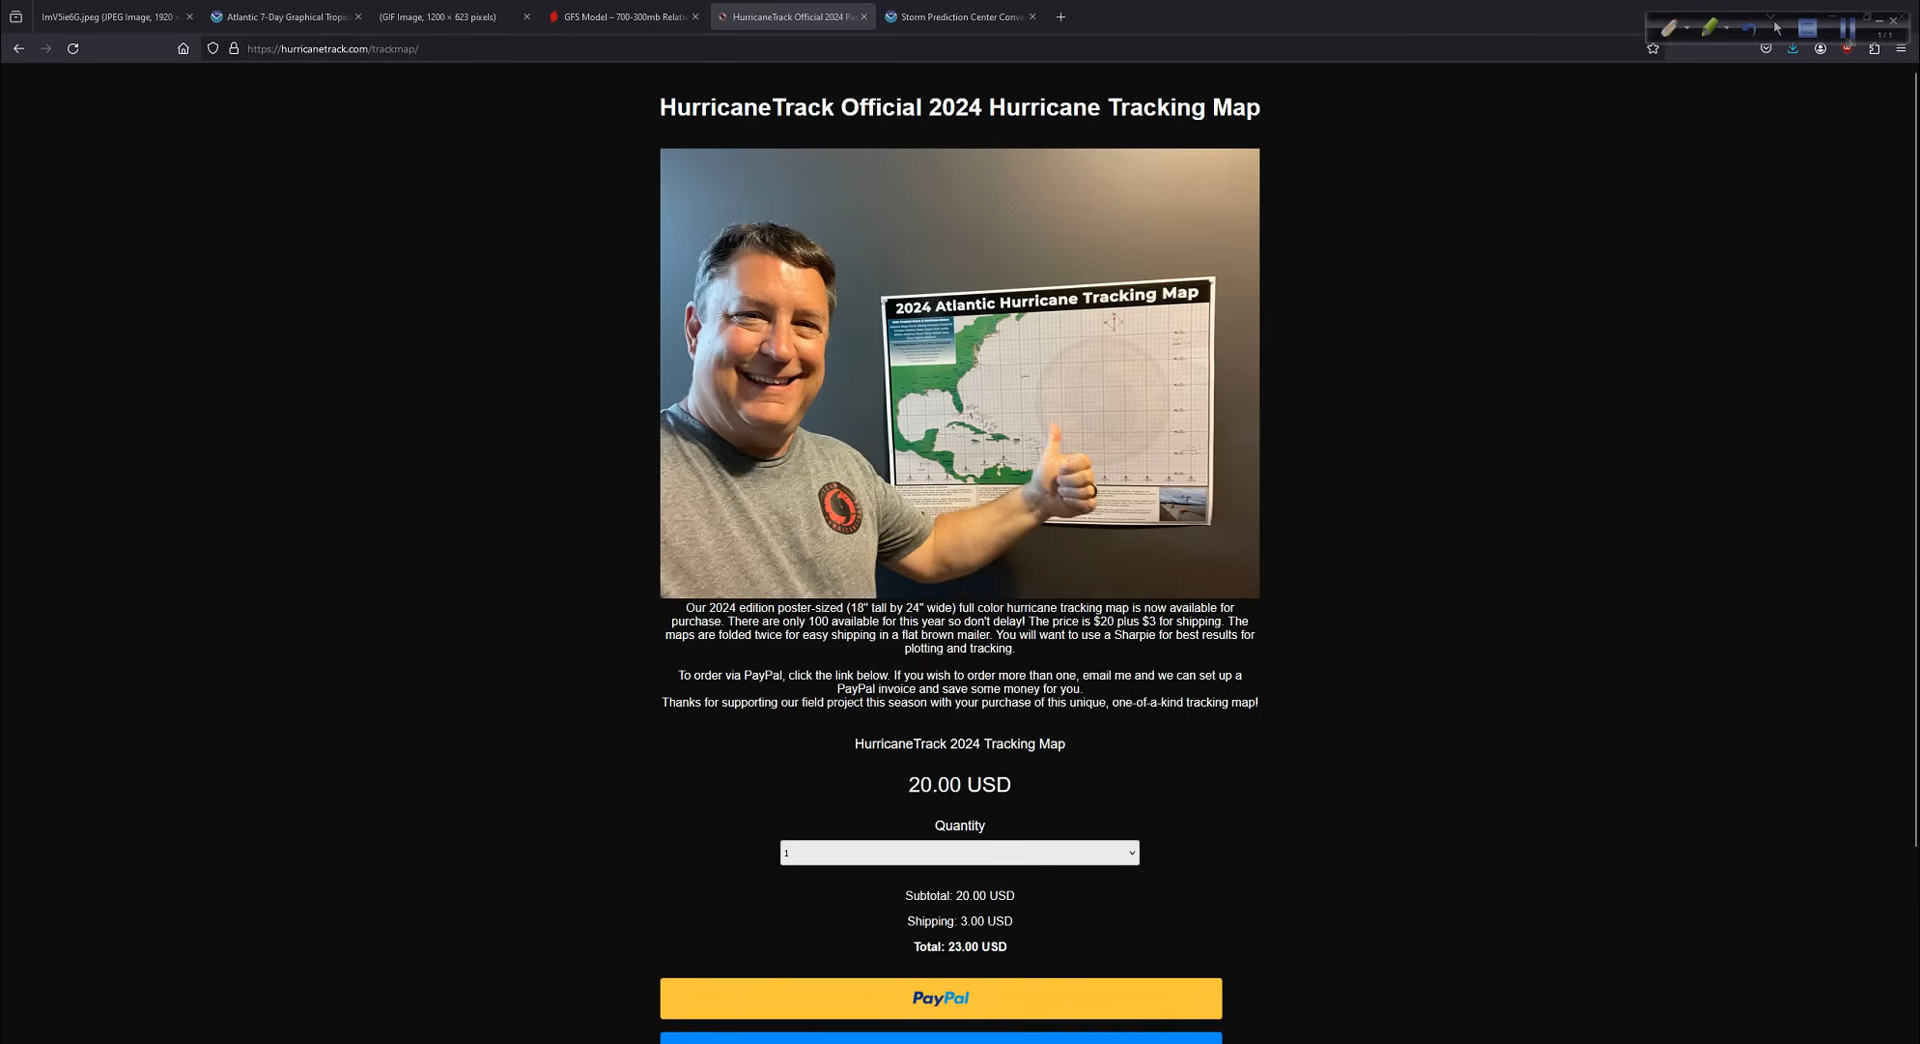 ImV5ie6G.jpeg (JPEG Image, 1920 ×
Atlantic 7-Day Graphical Tropic
(GIF Image, 1200 × 623 pixels)
GFS Model – 700-300mb Relati
HurricaneTrack Official 2024 Pa
Storm Prediction Center Conve
1 / 1
https://hurricanetrack.com/trackmap/
HurricaneTrack Official 2024 Hurricane Tracking Map
2024 Atlantic Hurricane Tracking Map
Our 2024 edition poster-sized (18" tall by 24" wide) full color hurricane tracking map is now available for
purchase. There are only 100 available for this year so don't delay! The price is $20 plus $3 for shipping. The
maps are folded twice for easy shipping in a flat brown mailer. You will want to use a Sharpie for best results for
plotting and tracking.
To order via PayPal, click the link below. If you wish to order more than one, email me and we can set up a
PayPal invoice and save some money for you.
Thanks for supporting our field project this season with your purchase of this unique, one-of-a-kind tracking map!
HurricaneTrack 2024 Tracking Map
20.00 USD
Quantity
1
Subtotal: 20.00 USD
Shipping: 3.00 USD
Total: 23.00 USD
PayPal